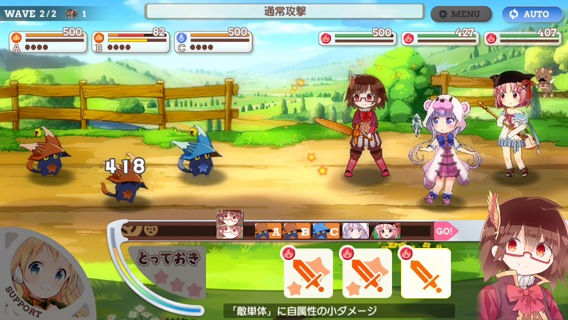 WAVE 2/2 1
通常攻撃
MENU
AUTO
500
82
500
500
427
407
A
B
C
418
A B C GO!
とっておき
SUPPORT
「敵単体」に自属性の小ダメージ